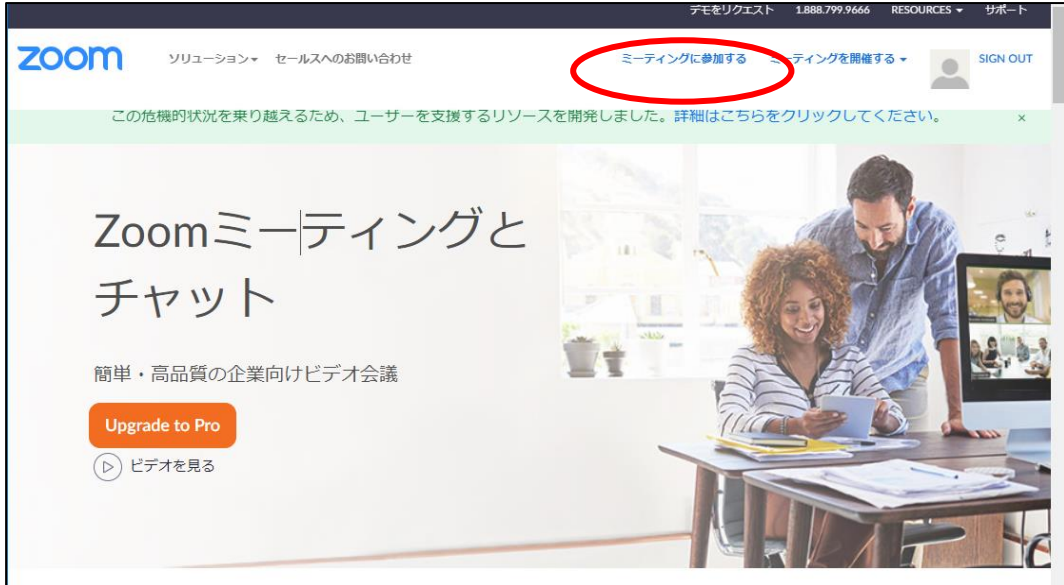 デモをリクエスト 1.888.799.9666 RESOURCES サポート
zoom ソリューション セールスへのお問い合わせ ミーティングに参加する ミーティングを開催する SIGN OUT
この危機的状況を乗り越えるため、ユーザーを支援するリソースを開発しました。詳細はこちらをクリックしてください。 ×
Zoomミーティングと
チャット
簡単・高品質の企業向けビデオ会議
Upgrade to Pro
ビデオを見る